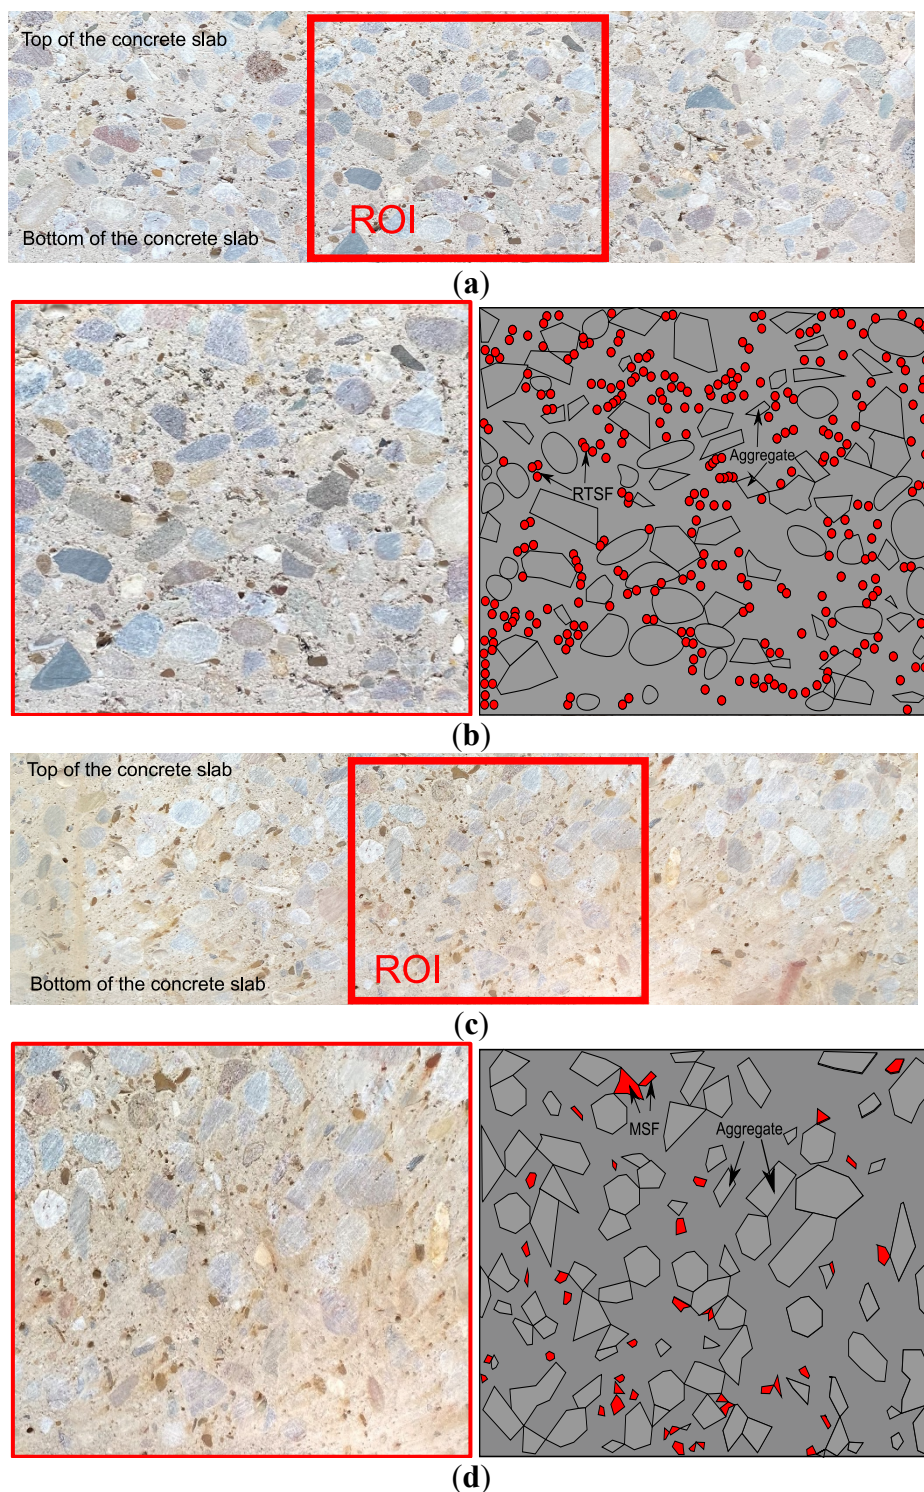 Top of the concrete slab
ROI
Bottom of the concrete slab
(a)
Aggregate
RTSF
(b)
Top of the concrete slab
ROI
Bottom of the concrete slab
(c)
MSF
Aggregate
(d)